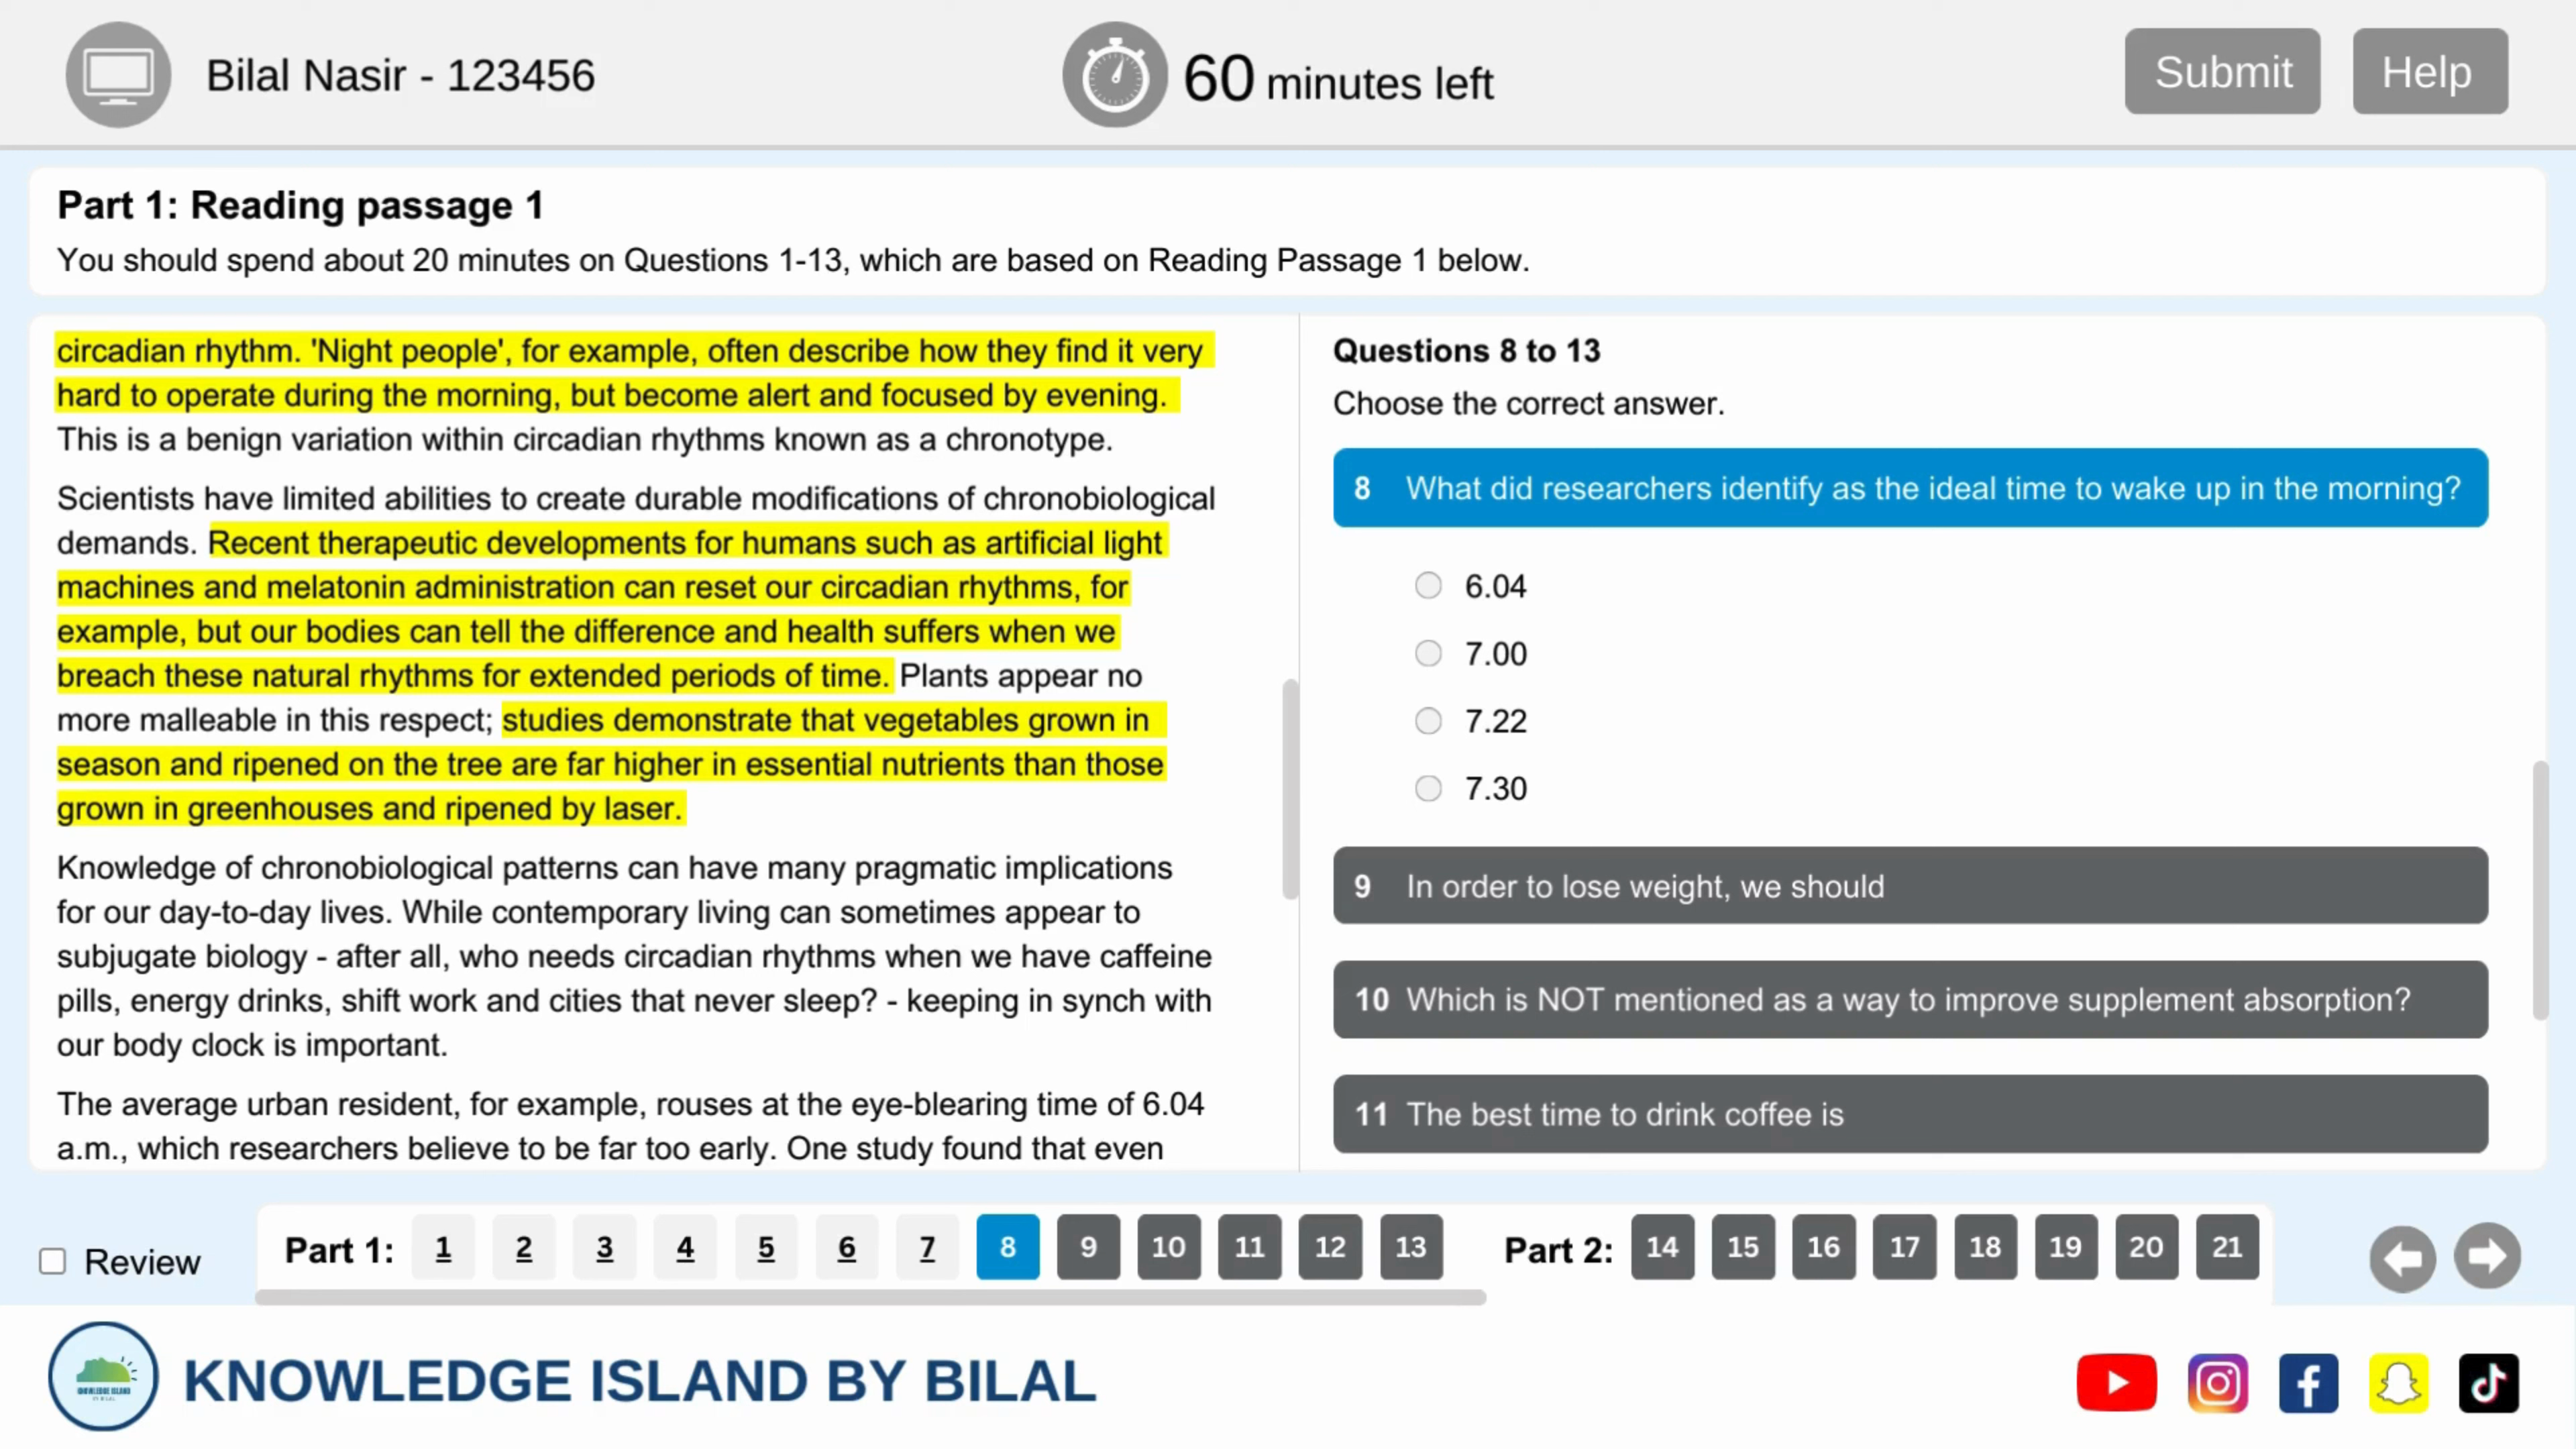 Bilal Nasir - 123456
60 minutes left
Submit
Help
Part 1: Reading passage 1
You should spend about 20 minutes on Questions 1-13, which are based on Reading Passage 1 below.
circadian rhythm. 'Night people', for example, often describe how they find it very
hard to operate during the morning, but become alert and focused by evening.
This is a benign variation within circadian rhythms known as a chronotype.
Scientists have limited abilities to create durable modifications of chronobiological
demands. Recent therapeutic developments for humans such as artificial light
machines and melatonin administration can reset our circadian rhythms, for
example, but our bodies can tell the difference and health suffers when we
breach these natural rhythms for extended periods of time. Plants appear no
more malleable in this respect; studies demonstrate that vegetables grown in
season and ripened on the tree are far higher in essential nutrients than those
grown in greenhouses and ripened by laser.
Knowledge of chronobiological patterns can have many pragmatic implications
for our day-to-day lives. While contemporary living can sometimes appear to
subjugate biology - after all, who needs circadian rhythms when we have caffeine
pills, energy drinks, shift work and cities that never sleep? - keeping in synch with
our body clock is important.
The average urban resident, for example, rouses at the eye-blearing time of 6.04
a.m., which researchers believe to be far too early. One study found that even
Questions 8 to 13
Choose the correct answer.
8 What did researchers identify as the ideal time to wake up in the morning?
6.04
7.00
7.22
7.30
9 In order to lose weight, we should
10 Which is NOT mentioned as a way to improve supplement absorption?
11 The best time to drink coffee is
Review
Part 1: 1 2 3 4 5 6 7 8 9 10 11 12 13
Part 2: 14 15 16 17 18 19 20 21
KNOWLEDGE ISLAND
BY BILAL
KNOWLEDGE ISLAND BY BILAL